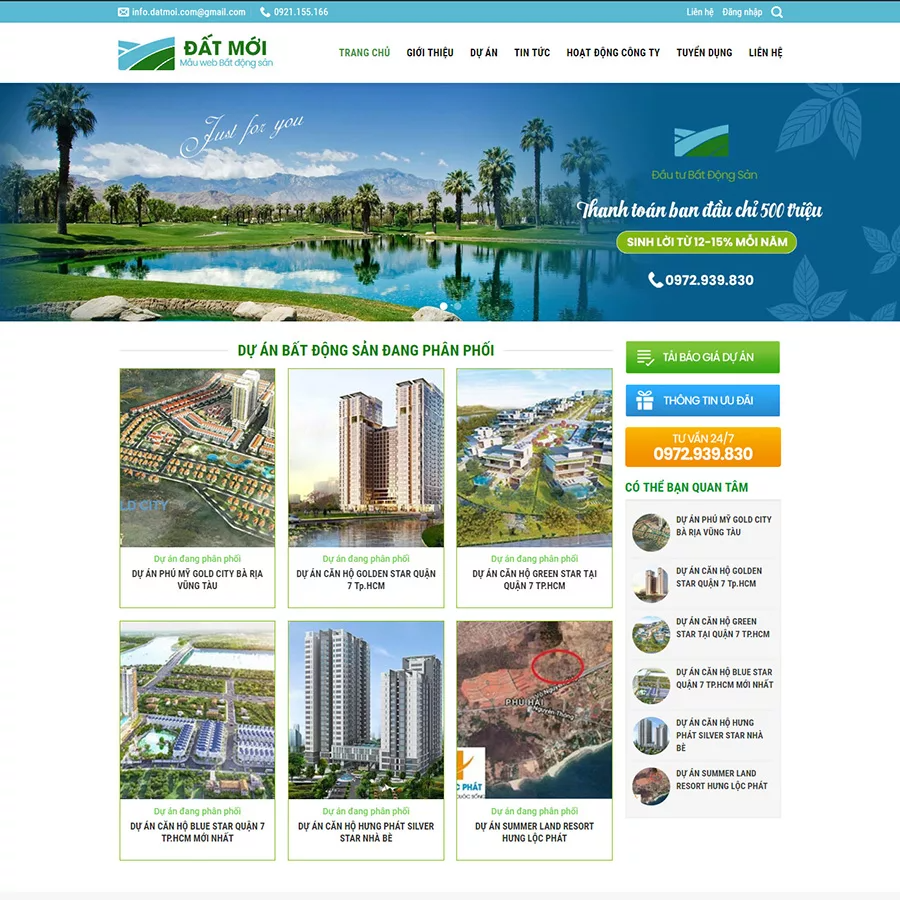 info.datmoi.com@gmail.com
0921.155.166
Liên hệ
Đăng nhập
ĐẤT MỚI
Mẫu web Bất động sản
TRANG CHỦ
GIỚI THIỆU
DỰ ÁN
TIN TỨC
HOẠT ĐỘNG CÔNG TY
TUYỂN DỤNG
LIÊN HỆ
Just for you
Đầu tư Bất Động Sản
Thanh toán ban đầu chỉ 500 triệu
SINH LỜI TỪ 12-15% MỖI NĂM
0972.939.830
DỰ ÁN BẤT ĐỘNG SẢN ĐANG PHÂN PHỐI
LD CITY
Dự án đang phân phối
DỰ ÁN PHÚ MỸ GOLD CITY BÀ RỊA
VŨNG TÀU
Dự án đang phân phối
DỰ ÁN CĂN HỘ GOLDEN STAR QUẬN
7 Tp.HCM
Dự án đang phân phối
DỰ ÁN CĂN HỘ GREEN STAR TẠI
QUẬN 7 TP.HCM
Dự án đang phân phối
DỰ ÁN CĂN HỘ BLUE STAR QUẬN 7
TP.HCM MỚI NHẤT
Dự án đang phân phối
DỰ ÁN CĂN HỘ HƯNG PHÁT SILVER
STAR NHÀ BÈ
PHU HAI
Nguyễn Thông
C PHÁT
Dự án đang phân phối
DỰ ÁN SUMMER LAND RESORT
HƯNG LỘC PHÁT
TẢI BÁO GIÁ DỰ ÁN
THÔNG TIN ƯU ĐÃI
TƯ VẤN 24/7
0972.939.830
CÓ THỂ BẠN QUAN TÂM
DỰ ÁN PHÚ MỸ GOLD CITY
BÀ RỊA VŨNG TÀU
DỰ ÁN CĂN HỘ GOLDEN
STAR QUẬN 7 Tp.HCM
DỰ ÁN CĂN HỘ GREEN
STAR TẠI QUẬN 7 TP.HCM
DỰ ÁN CĂN HỘ BLUE STAR
QUẬN 7 TP.HCM MỚI NHẤT
DỰ ÁN CĂN HỘ HƯNG
PHÁT SILVER STAR NHÀ
BÈ
DỰ ÁN SUMMER LAND
RESORT HƯNG LỘC PHÁT